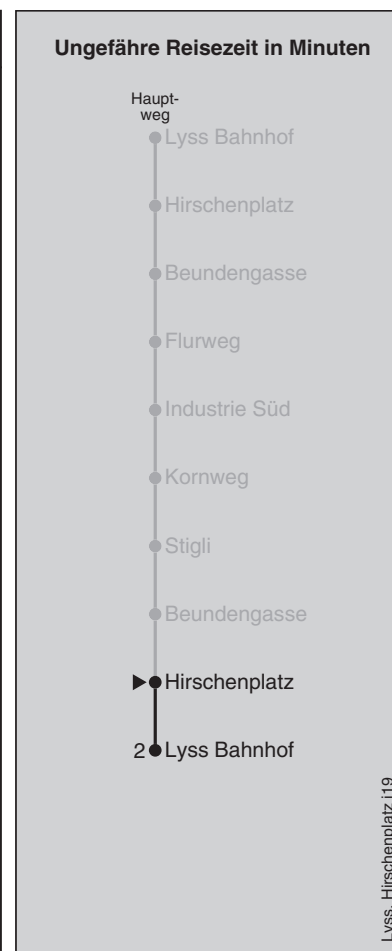 Ungefähre Reisezeit in Minuten
Haupt-
weg
Lyss Bahnhof
Hirschenplatz
Beundengasse
Flurweg
Industrie Süd
Kornweg
Stigli
Beundengasse
Hirschenplatz
2 Lyss Bahnhof
Lyss, Hirschenplatz j19